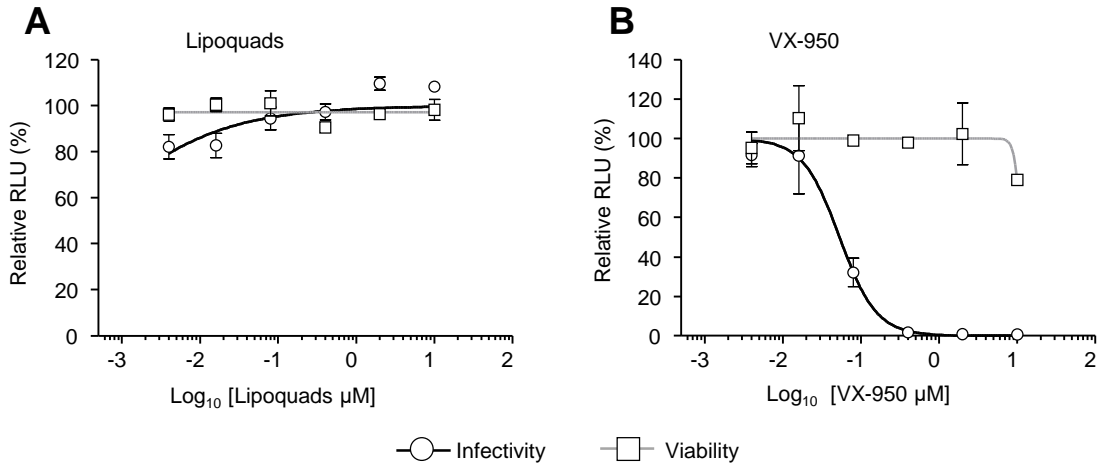 A
Lipoquads
120
100
80
60
40
20
0
Relative RLU (%)
-3 -2 -1 0 1 2
Log10 [Lipoquads µM]
B
VX-950
140
120
100
80
60
40
20
0
Relative RLU (%)
-3 -2 -1 0 1 2
Log10 [VX-950 µM]
Infectivity Viability